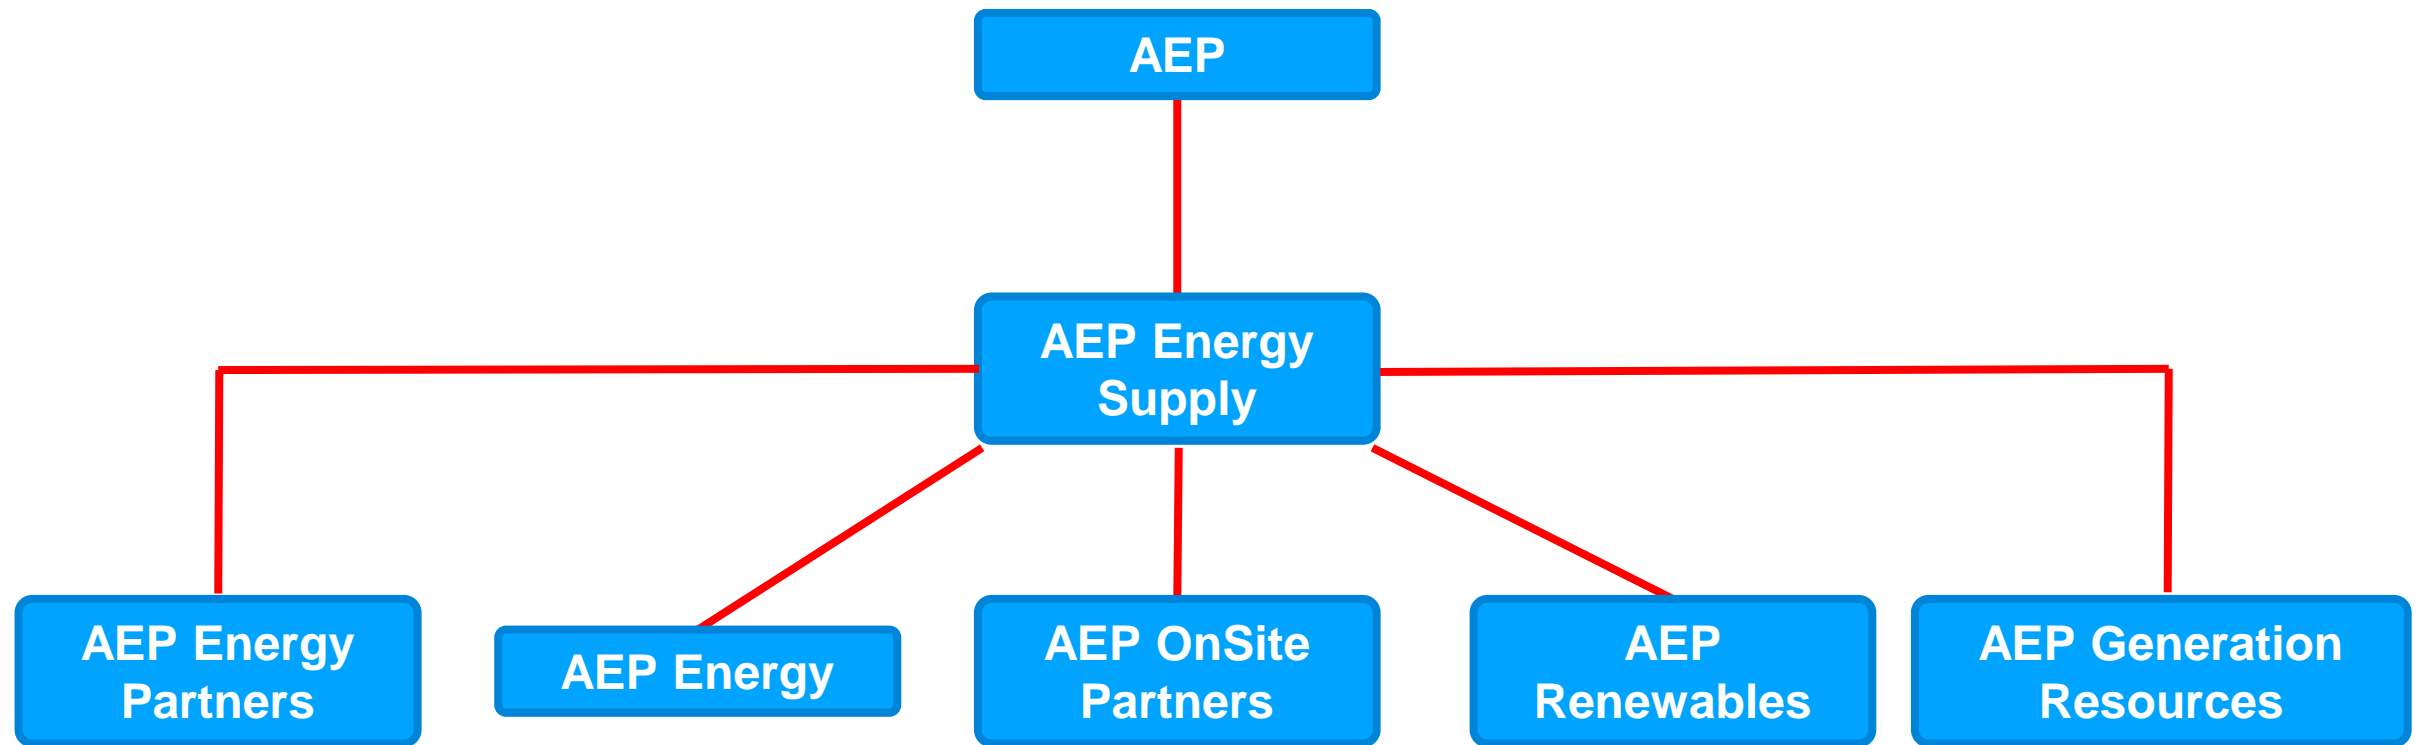 AEP
AEP Energy
Supply
AEP Energy
Partners
AEP Energy
AEP OnSite
Partners
AEP
Renewables
AEP Generation
Resources